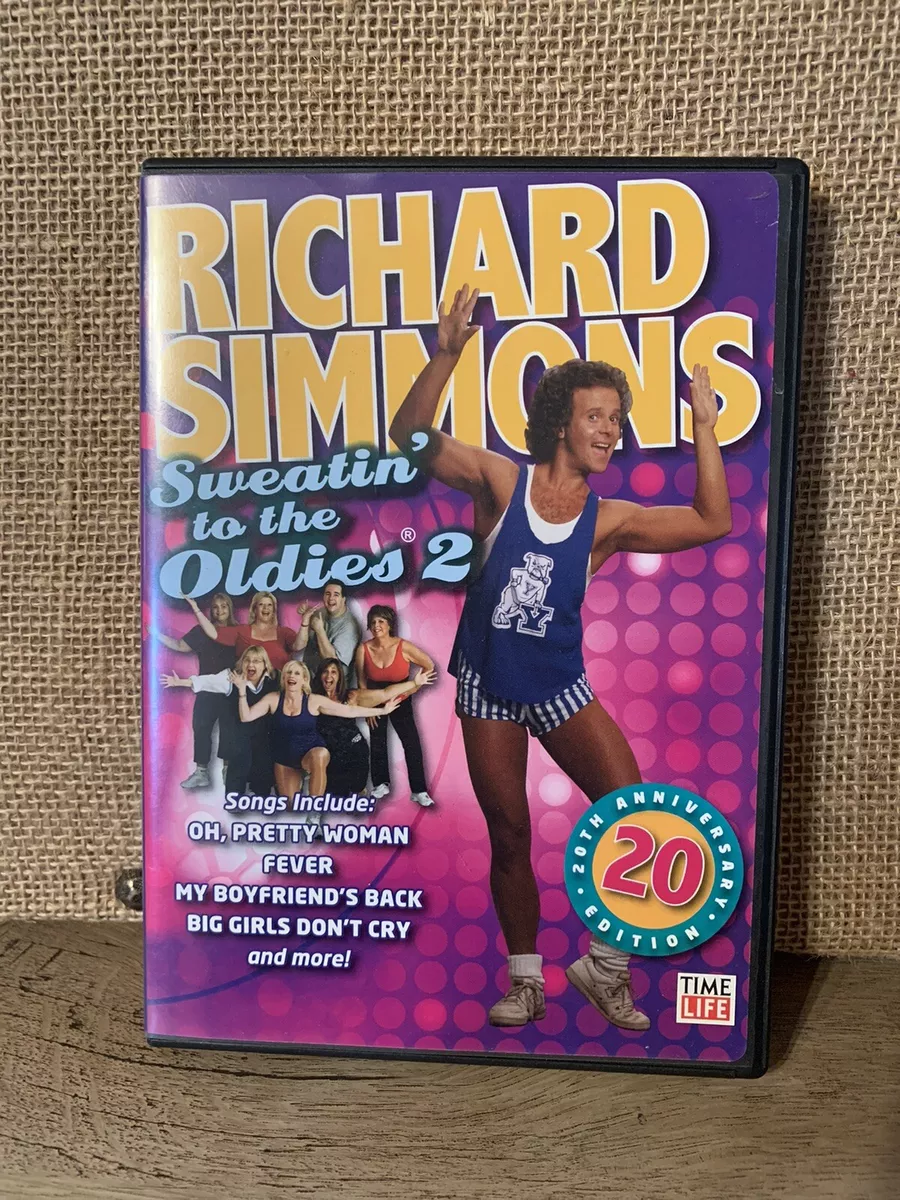 RICHARD
SIMMONS
Sweatin'
to the
Oldies® 2
Songs Include:
OH, PRETTY WOMAN
FEVER
MY BOYFRIEND'S BACK
BIG GIRLS DON'T CRY
and more!
Y
20TH ANNIVERSARY
20
EDITION
TIME
LIFE